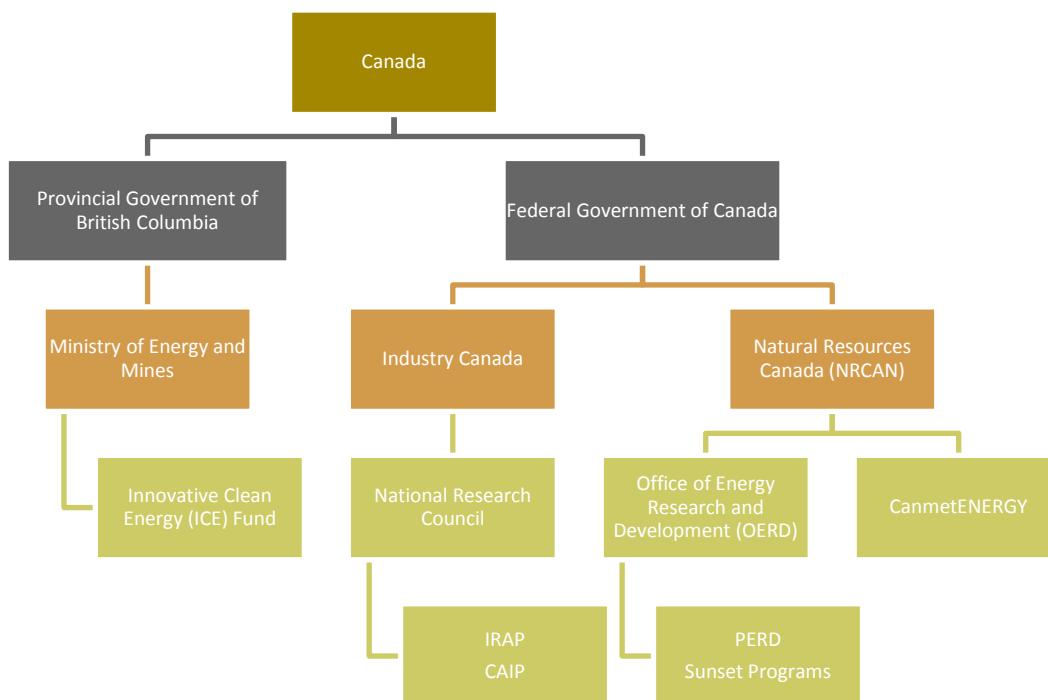 Canada
Provincial Government of
British Columbia
Federal Government of Canada
Ministry of Energy and
Mines
Industry Canada
Natural Resources
Canada (NRCAN)
Innovative Clean
Energy (ICE) Fund
National Research
Council
Office of Energy
Research and
Development (OERD)
CanmetENERGY
IRAP
CAIP
PERD
Sunset Programs